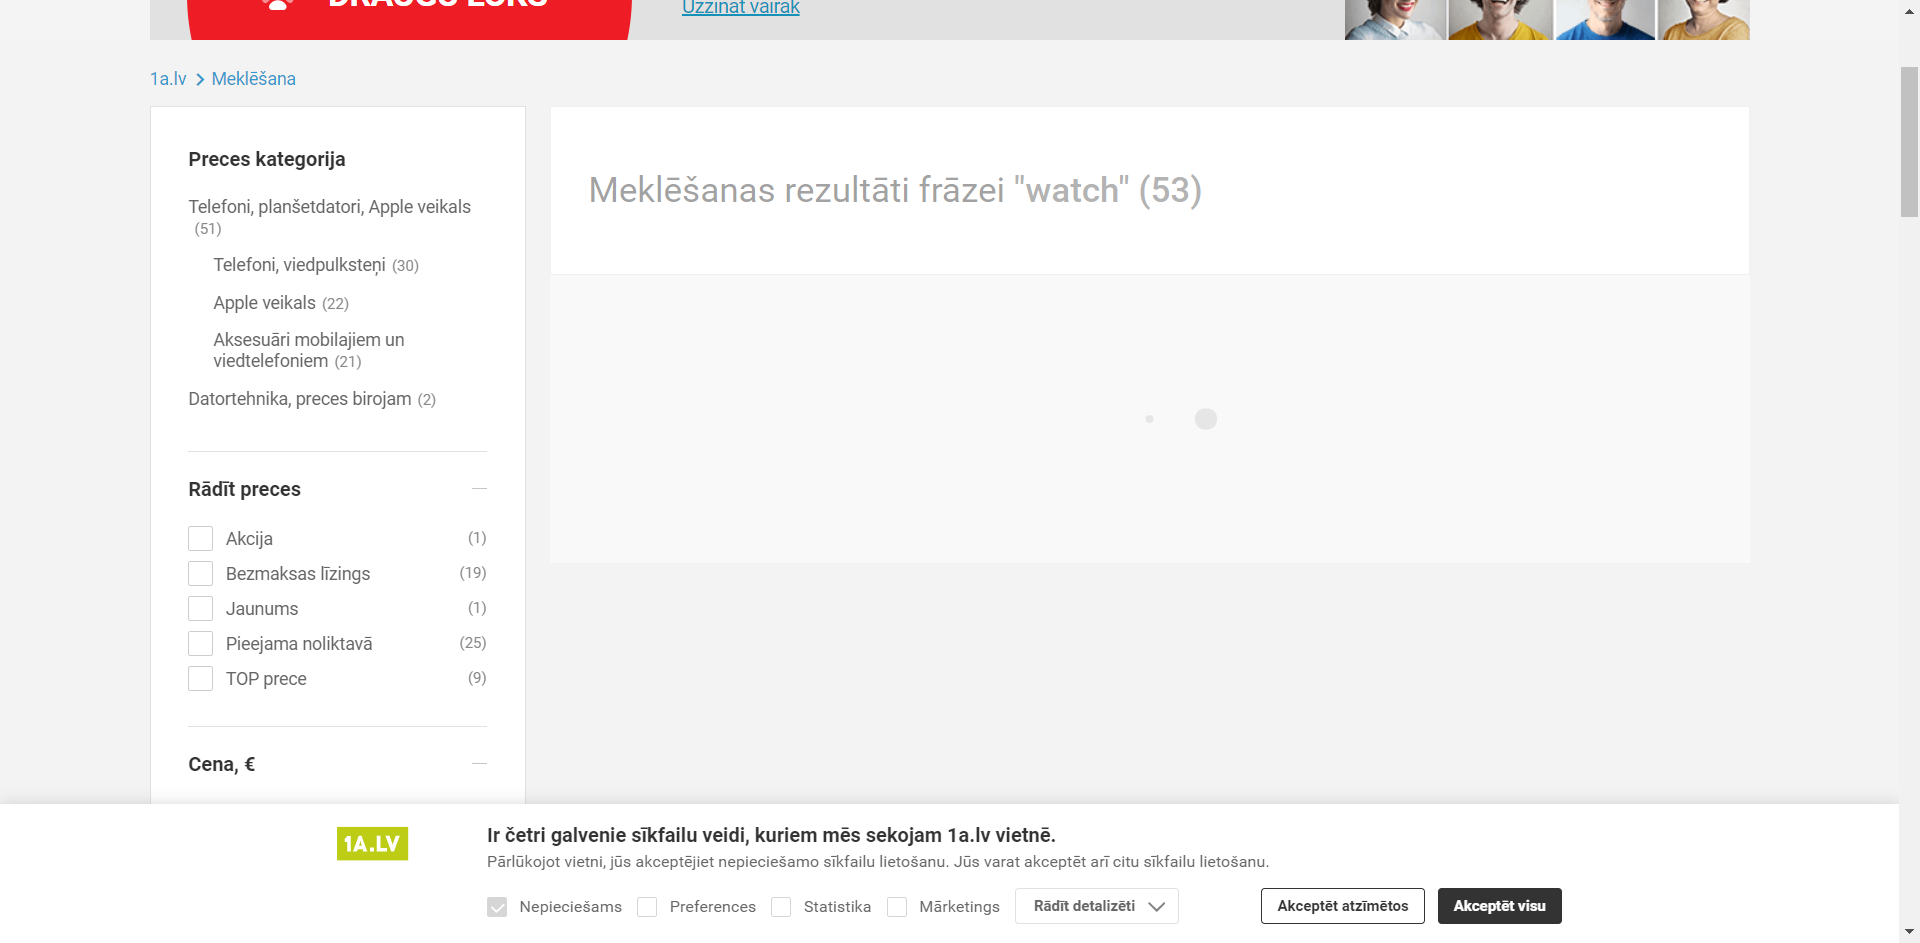 DRAUGU LOKS
Uzzināt vairāk
1a.lv > Meklēšana
Preces kategorija
Telefoni, planšetdatori, Apple veikals
(51)
Telefoni, viedpulksteņi (30)
Apple veikals (22)
Aksesuāri mobilajiem un
viedtelefoniem (21)
Datortehnika, preces birojam (2)
Rādīt preces
Akcija (1)
Bezmaksas līzings (19)
Jaunums (1)
Pieejama noliktavā (25)
TOP prece (9)
Cena, €
Meklēšanas rezultāti frāzei "watch" (53)
1A.LV
Ir četri galvenie sīkfailu veidi, kuriem mēs sekojam 1a.lv vietnē.
Pārlūkojot vietni, jūs akceptējiet nepieciešamo sīkfailu lietošanu. Jūs varat akceptēt arī citu sīkfailu lietošanu.
Nepieciešams Preferences Statistika Mārketings Rādīt detalizēti Akceptēt atzīmētos Akceptēt visu